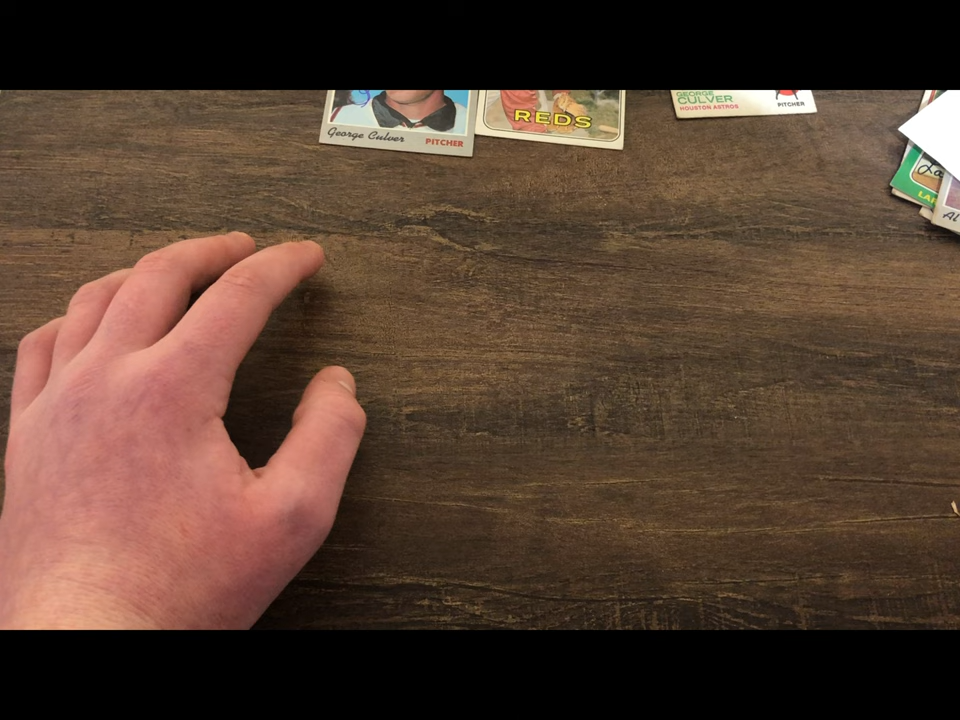 George Culver
PITCHER
REDS
GEORGE
CULVER
HOUSTON ASTROS
PITCHER